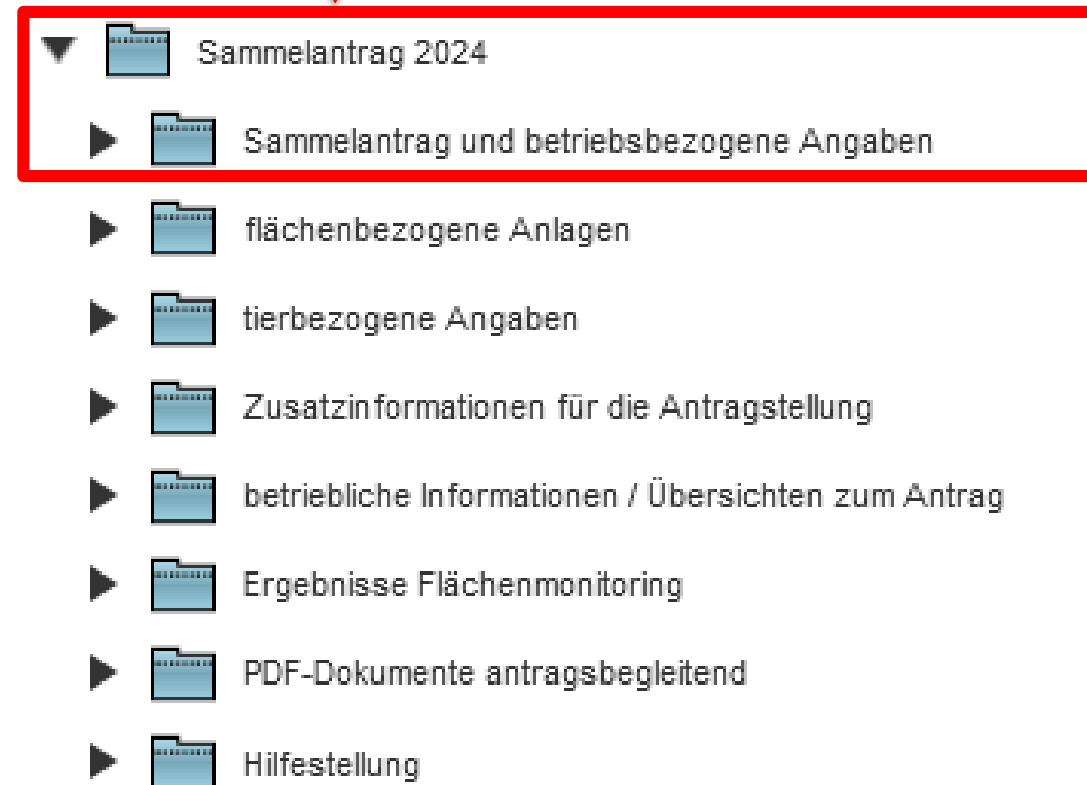 Sammelantrag 2024
Sammelantrag und betriebsbezogene Angaben
flächenbezogene Anlagen
tierbezogene Angaben
Zusatzinformationen für die Antragstellung
betriebliche Informationen / Übersichten zum Antrag
Ergebnisse Flächenmonitoring
PDF-Dokumente antragsbegleitend
Hilfestellung